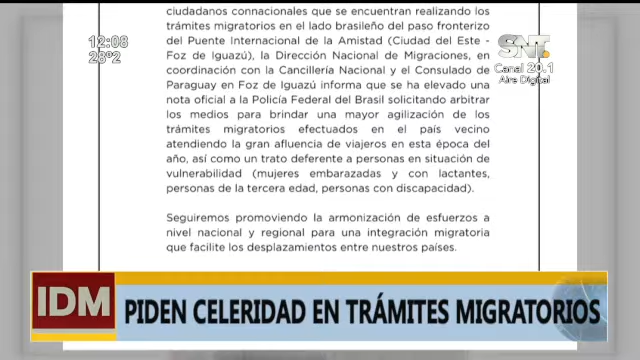 ciudadanos connacionales que se encuentran realizando los
trámites migratorios en el lado brasileño del paso fronterizo
del Puente Internacional de la Amistad (Ciudad del Este -
Foz de Iguazú), la Dirección Nacional de Migraciones, en
coordinación con la Cancillería Nacional y el Consulado de
Paraguay en Foz de Iguazú informa que se ha elevado una
nota oficial a la Policía Federal del Brasil solicitando arbitrar
los medios para brindar una mayor agilización de los
trámites migratorios efectuados en el país vecino
atendiendo la gran afluencia de viajeros en esta época del
año, así como un trato deferente a personas en situación de
vulnerabilidad (mujeres embarazadas y con lactantes,
personas de la tercera edad, personas con discapacidad).
Seguiremos promoviendo la armonización de esfuerzos a
nivel nacional y regional para una integración migratoria
que facilite los desplazamientos entre nuestros países.
12:08
28º2
SNT
Canal 20.1
Aire Digital
IDM
PIDEN CELERIDAD EN TRÁMITES MIGRATORIOS